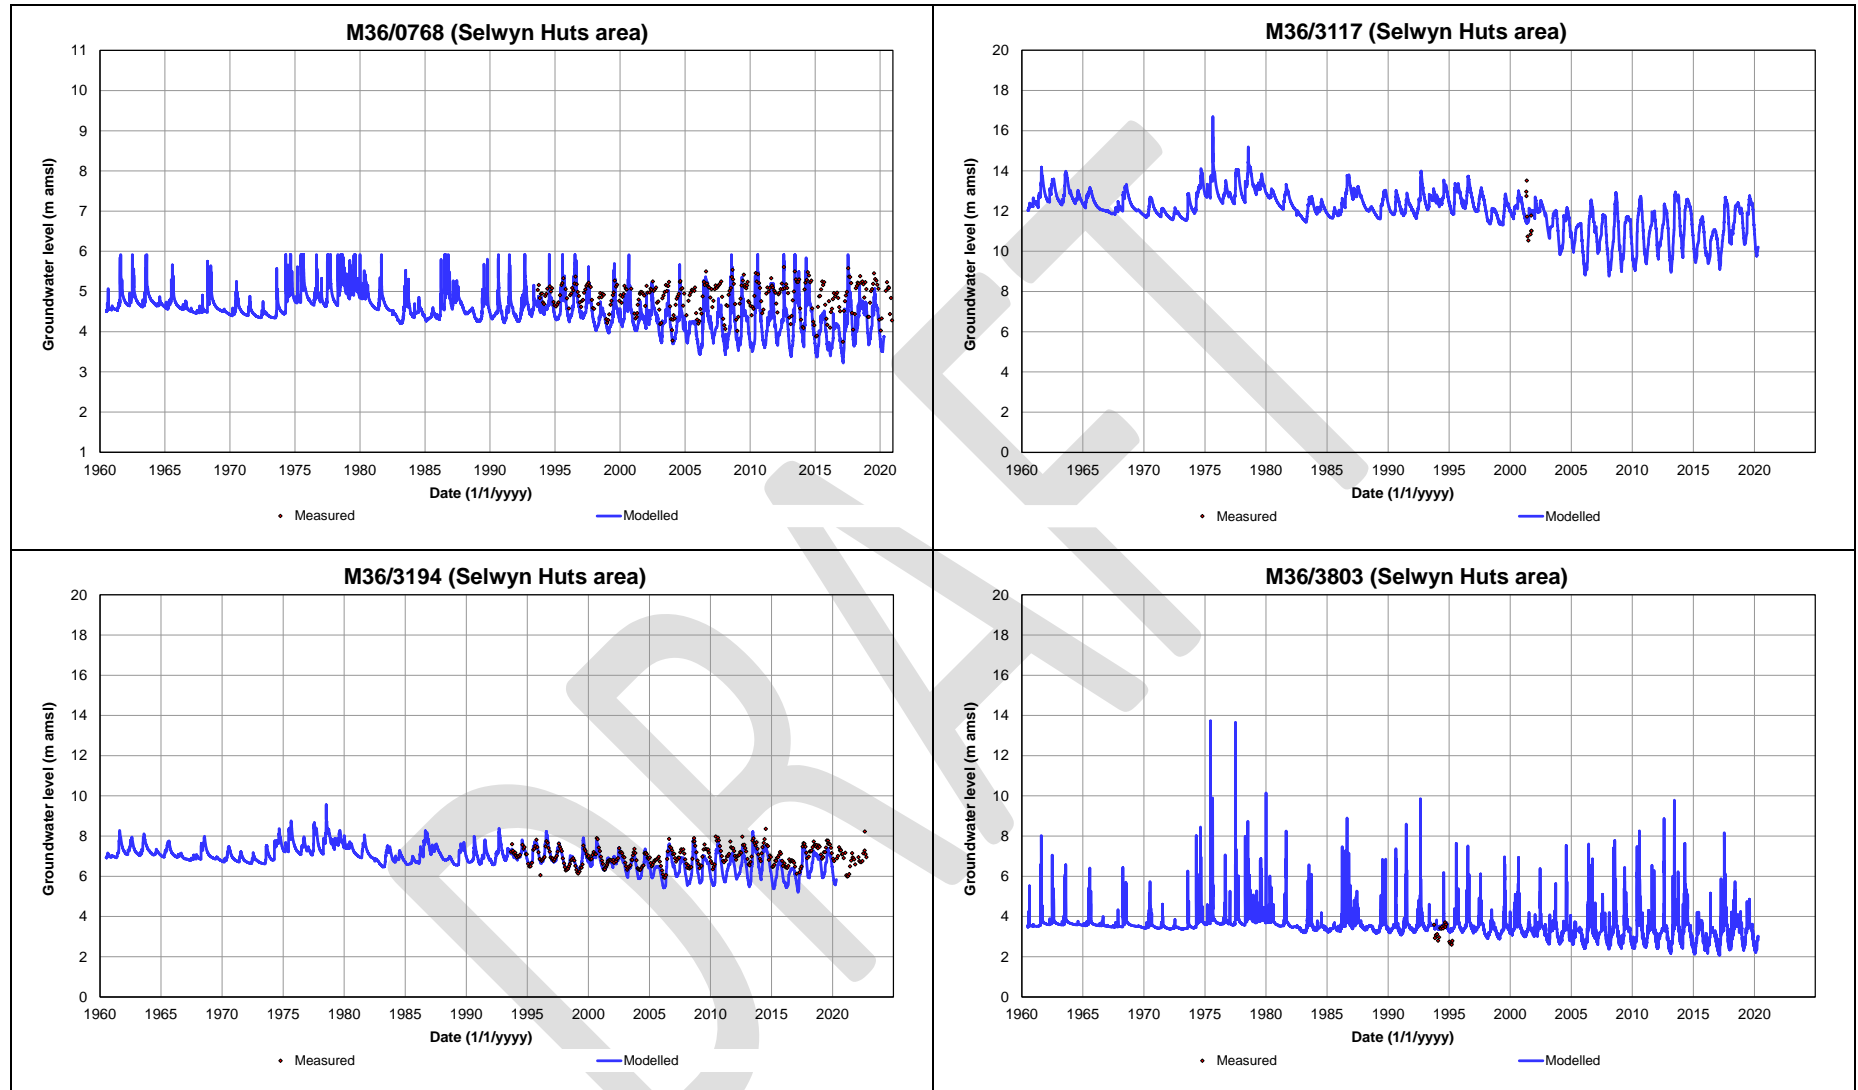 M36/0768 (Selwyn Huts area)
Groundwater level (m amsl)
11
10
9
8
7
6
5
4
3
2
1
1960 1965 1970 1975 1980 1985 1990 1995 2000 2005 2010 2015 2020
Date (1/1/yyyy)
Measured Modelled
M36/3117 (Selwyn Huts area)
Groundwater level (m amsl)
20
18
16
14
12
10
8
6
4
2
0
1960 1965 1970 1975 1980 1985 1990 1995 2000 2005 2010 2015 2020
Date (1/1/yyyy)
Measured Modelled
M36/3194 (Selwyn Huts area)
Groundwater level (m amsl)
20
18
16
14
12
10
8
6
4
2
0
1960 1965 1970 1975 1980 1985 1990 1995 2000 2005 2010 2015 2020
Date (1/1/yyyy)
Measured Modelled
M36/3803 (Selwyn Huts area)
Groundwater level (m amsl)
20
18
16
14
12
10
8
6
4
2
0
1960 1965 1970 1975 1980 1985 1990 1995 2000 2005 2010 2015 2020
Date (1/1/yyyy)
Measured Modelled
DRAFT